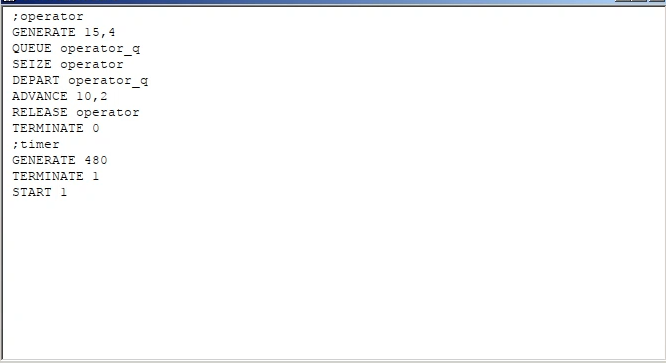 ;operator
GENERATE 15,4
QUEUE operator_q
SEIZE operator
DEPART operator_q
ADVANCE 10,2
RELEASE operator
TERMINATE 0
;timer
GENERATE 480
TERMINATE 1
START 1